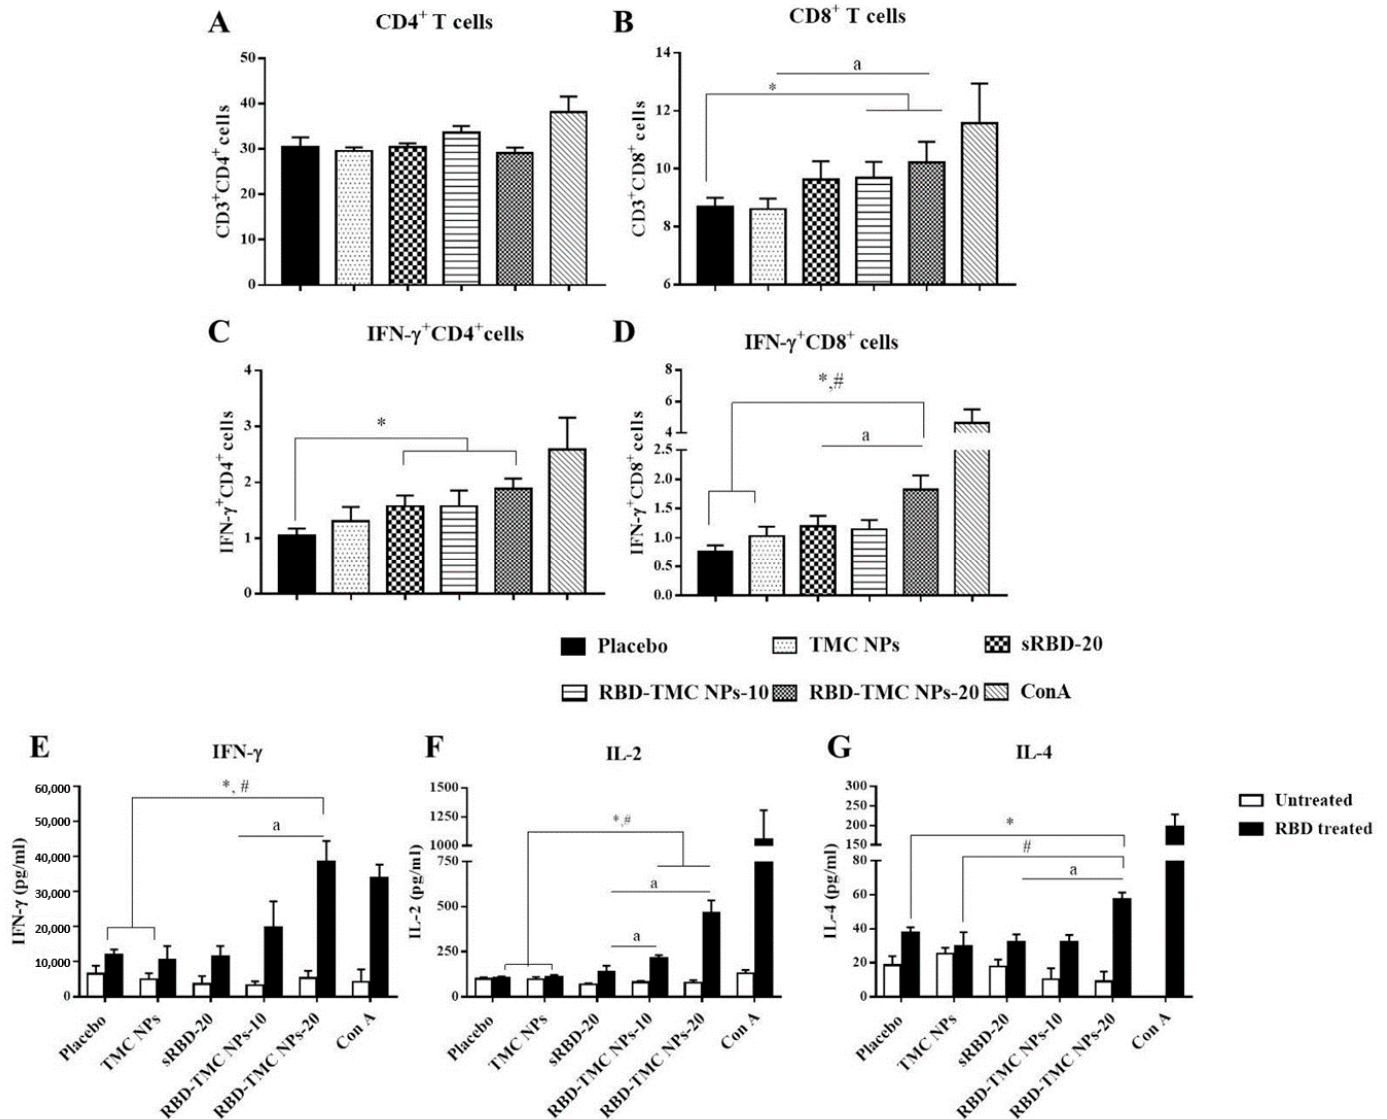 A CD4⁺ T cells
CD3⁺CD4⁺ cells
50
40
30
20
10
0
B CD8⁺ T cells
CD3⁺CD8⁺ cells
14
12
10
8
6
a
*
C IFN-γ⁺CD4⁺cells
IFN-γ⁺CD4⁺ cells
4
3
2
1
0
*
D IFN-γ⁺CD8⁺ cells
IFN-γ⁺CD8⁺ cells
8
6
4
2.5
2.0
1.5
1.0
0.5
0.0
*,#
a
Placebo TMC NPs sRBD-20
RBD-TMC NPs-10 RBD-TMC NPs-20 ConA
E IFN-γ
IFN-γ (pg/ml)
60,000
50,000
40,000
30,000
20,000
10,000
0
*, #
a
Placebo
TMC NPs
sRBD-20
RBD-TMC NPs-10
RBD-TMC NPs-20
Con A
F IL-2
IL-2 (pg/ml)
1500
1250
1000
750
500
250
0
*,#
a
a
Placebo
TMC NPs
sRBD-20
RBD-TMC NPs-10
RBD-TMC NPs-20
Con A
G IL-4
IL-4 (pg/ml)
300
250
200
150
80
60
40
20
0
*
#
a
Placebo
TMC NPs
sRBD-20
RBD-TMC NPs-10
RBD-TMC NPs-20
Con A
Untreated
RBD treated